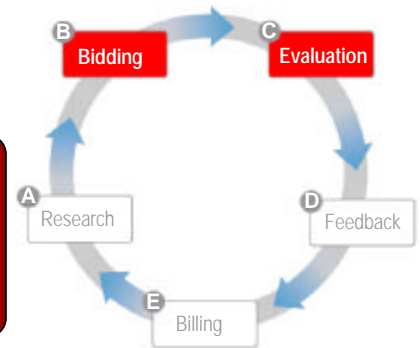 B
Bidding
C
Evaluation
A
Research
D
Feedback
E
Billing